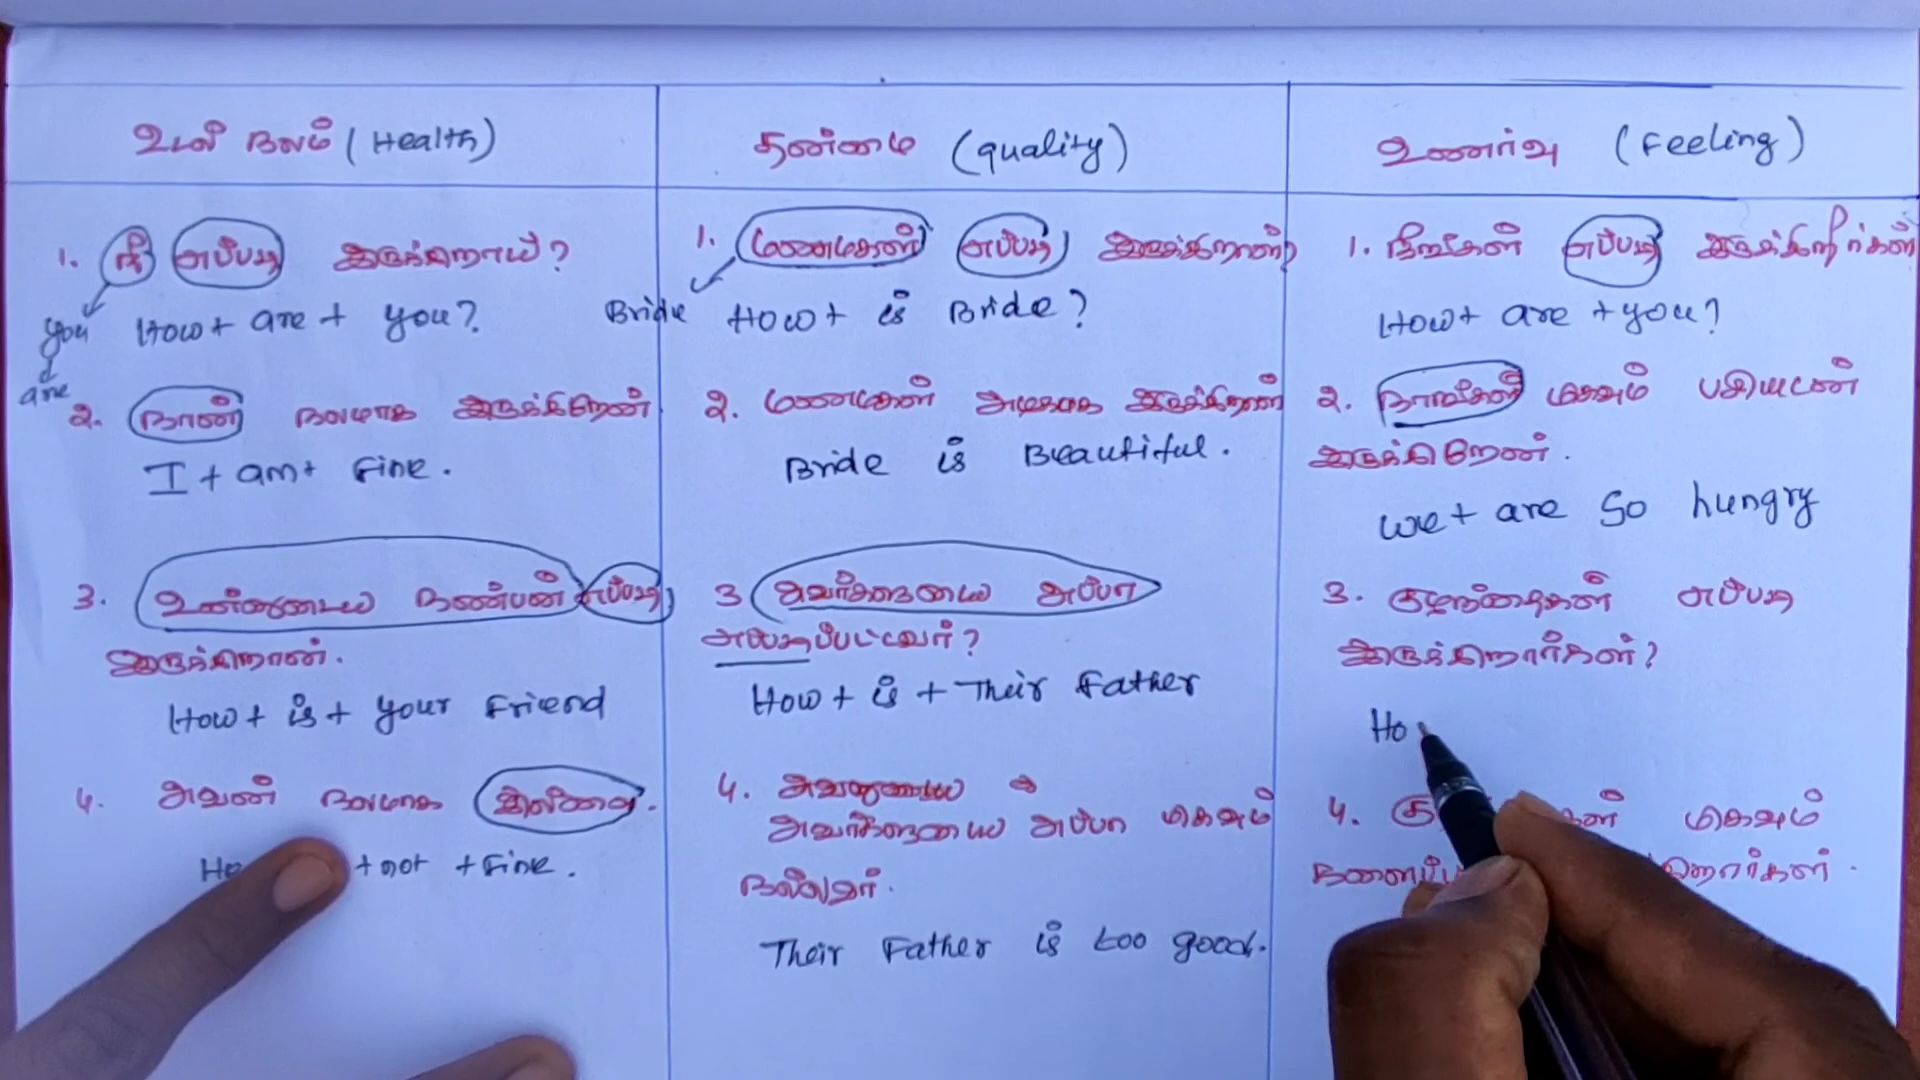 உடல் நலம் (Health)
1. நீ எப்படி இருக்கிறாய்?
you How + are + you?
are
2. நான் நலமாக இருக்கிறேன்
I + am + Fine.
3. உன்னுடைய நண்பன் எப்படி
இருக்கிறான்.
How + is + your Friend
4. அவன் நலமாக இல்லை.
He + not + Fine.
தன்மை (quality)
1. மணமகள் எப்படி இருக்கிறாள்
Bride How + is Bride?
2. மணமகள் அழகாக இருக்கிறாள்
Bride is Beautiful.
3 அவர்களுடைய அப்பா
எப்படிப்பட்டவர்?
How + is + Their Father
4. அவனுடைய
அவர்களுடைய அப்பா மிகவும்
நல்லவர்.
Their Father is too good.
உணர்வு (Feeling)
1. நீங்கள் எப்படி இருக்கிறீர்கள்
How + are + you?
2. நாங்கள் மிகவும் பசியுடன்
இருக்கிறோம்.
we + are so hungry
3. குழந்தைகள் எப்படி
இருக்கிறார்கள்?
Ho
4. மிகவும்